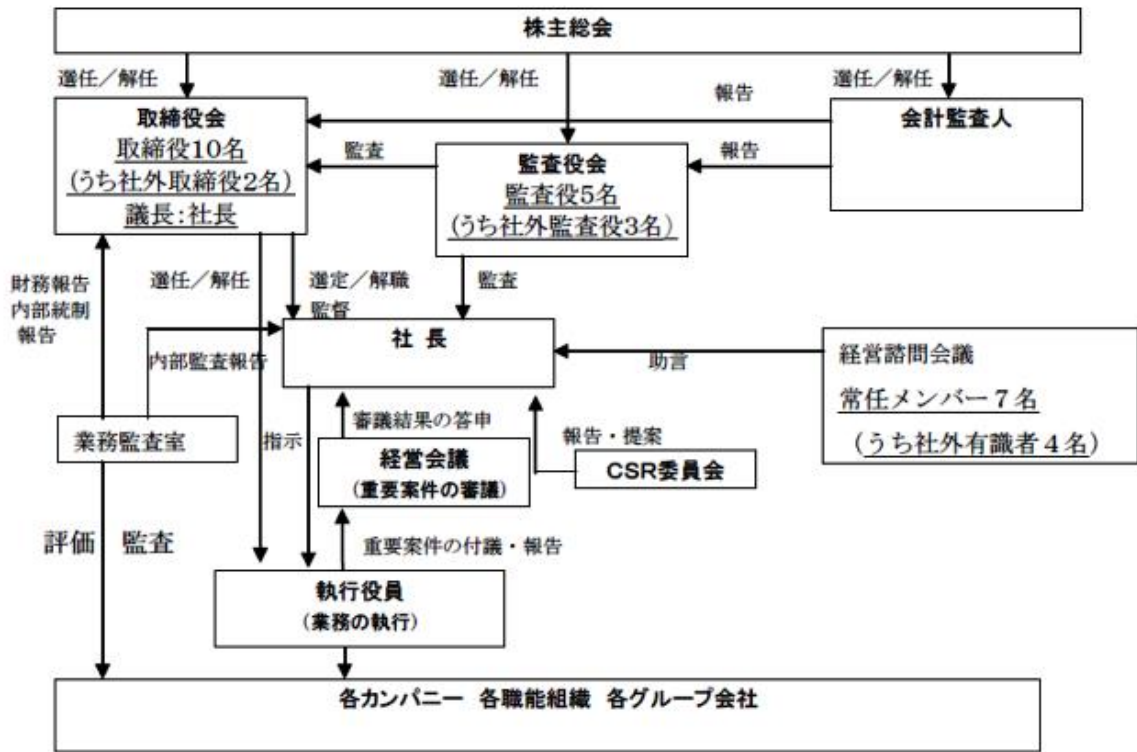 株主総会
選任／解任
選任／解任
選任／解任
報告
取締役会
取締役10名
(うち社外取締役2名)
議長：社長
監査
監査役会
監査役5名
(うち社外監査役3名)
報告
会計監査人
財務報告
内部統制
報告
選任／解任
選定／解職
監督
監査
内部監査報告
社 長
助言
経営諮問会議
常任メンバー７名
(うち社外有識者４名)
業務監査室
指示
審議結果の答申
経営会議
(重要案件の審議)
報告・提案
CSR委員会
評価
監査
重要案件の付議・報告
執行役員
(業務の執行)
各カンパニー 各職能組織 各グループ会社